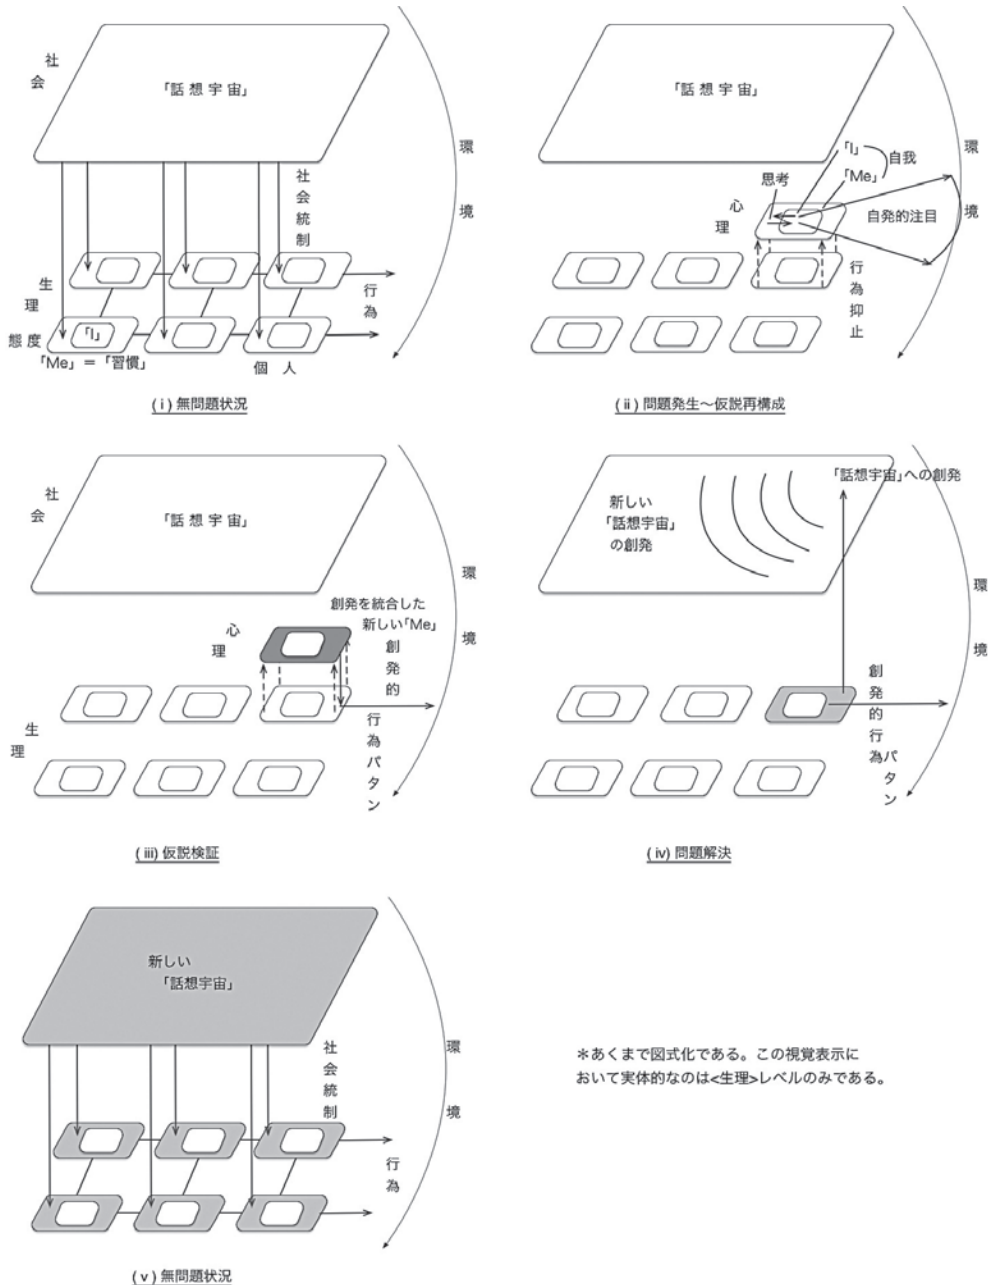 社会
「話 想 宇 宙」
環境
社会統制
生理
行為
態度
「I」
「Me」＝「習慣」
個 人
(ⅰ) 無問題状況
「話 想 宇 宙」
環境
「I」
自我
「Me」
思考
心理
自発的注目
行為抑止
(ⅱ) 問題発生～仮説再構成
社会
「話 想 宇 宙」
環境
創発を統合した
新しい「Me」
心理
創発的
行為パタン
生理
(ⅲ) 仮説検証
「話想宇宙」への創発
新しい
「話想宇宙」
の創発
環境
創発的行為パタン
(ⅳ) 問題解決
新しい
「話想宇宙」
環境
社会統制
行為
(ⅴ) 無問題状況
＊あくまで図式化である。この視覚表示に
おいて実体的なのは<生理>レベルのみである。